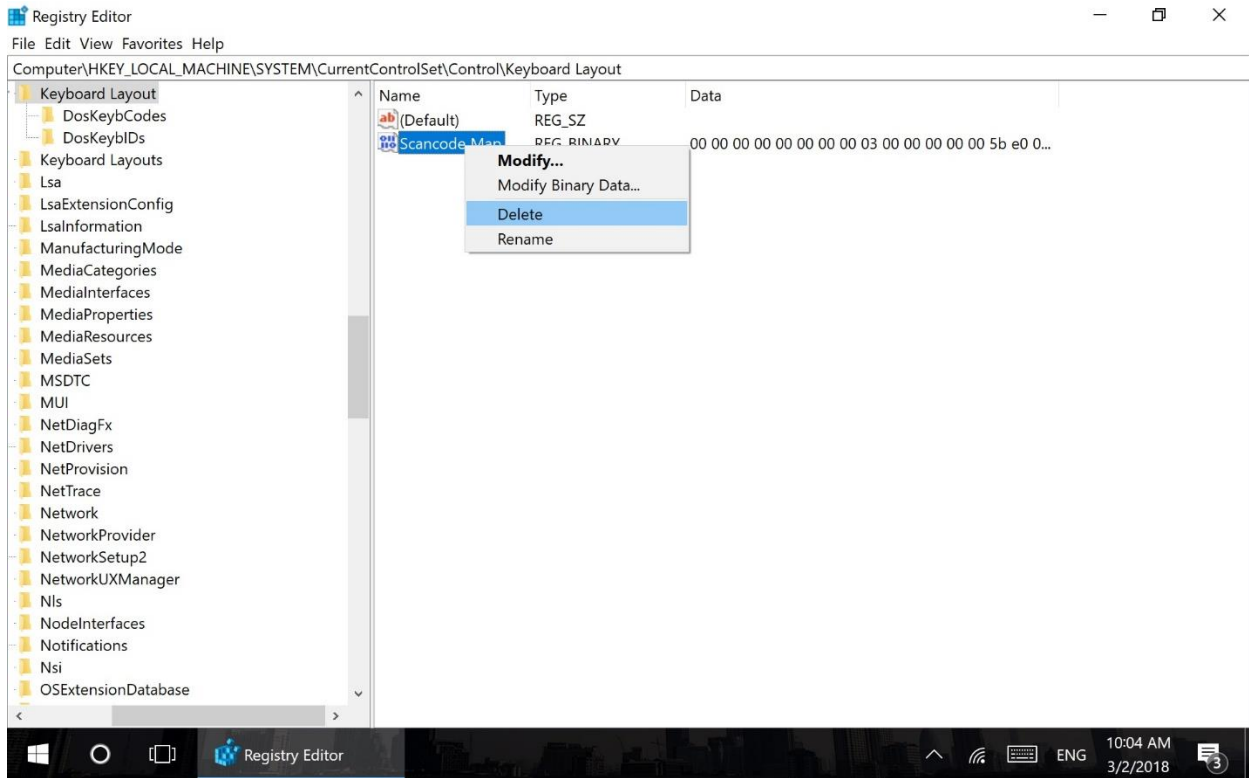 Registry Editor
File Edit View Favorites Help
Computer\HKEY_LOCAL_MACHINE\SYSTEM\CurrentControlSet\Control\Keyboard Layout
Keyboard Layout
DosKeybCodes
DosKeybIDs
Keyboard Layouts
Lsa
LsaExtensionConfig
LsaInformation
ManufacturingMode
MediaCategories
MediaInterfaces
MediaProperties
MediaResources
MediaSets
MSDTC
MUI
NetDiagFx
NetDrivers
NetProvision
NetTrace
Network
NetworkProvider
NetworkSetup2
NetworkUXManager
Nls
NodeInterfaces
Notifications
Nsi
OSExtensionDatabase
Name Type Data
(Default) REG_SZ
Scancode Map REG_BINARY 00 00 00 00 00 00 00 00 03 00 00 00 00 00 5b e0 0...
Modify...
Modify Binary Data...
Delete
Rename
Registry Editor
ENG
10:04 AM
3/2/2018
3